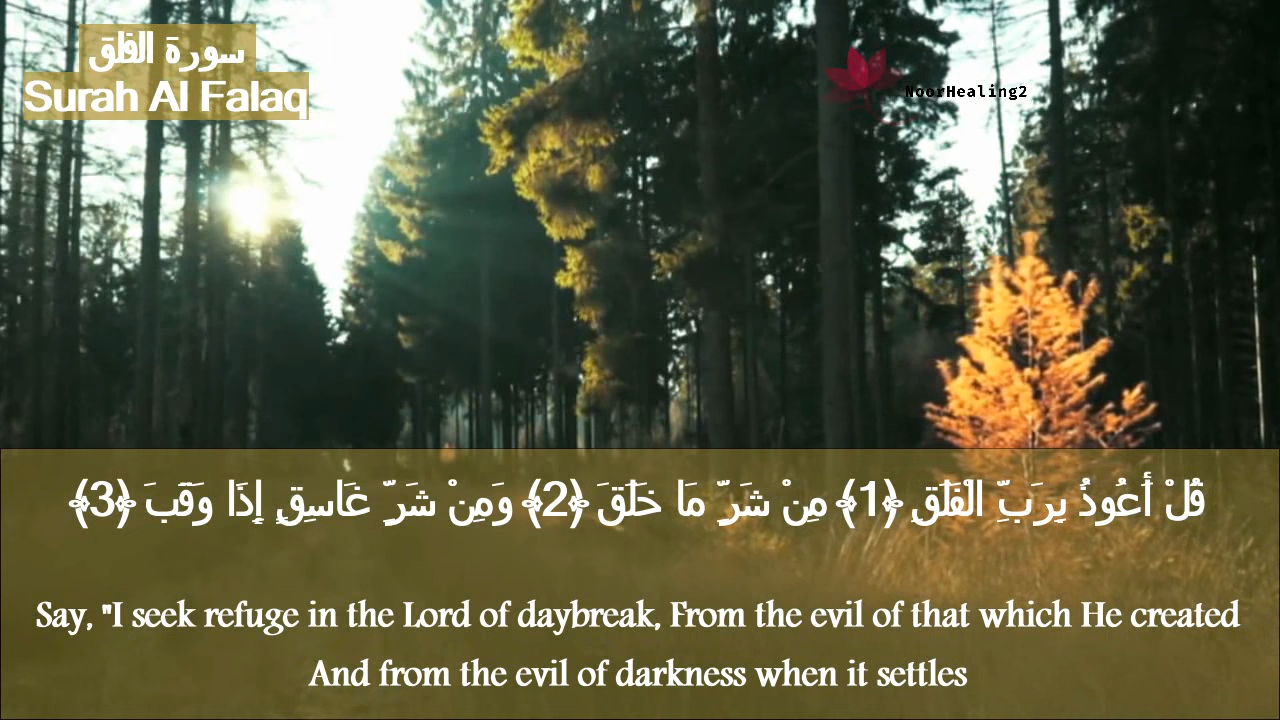 سورة الفلق
Surah Al Falaq
NoorHealing2
قُلْ أَعُوذُ بِرَبِّ الْفَلَقِ ﴿1﴾ مِنْ شَرِّ مَا خَلَقَ ﴿2﴾ وَمِنْ شَرِّ غَاسِقٍ إِذَا وَقَبَ ﴿3﴾
Say, "I seek refuge in the Lord of daybreak, From the evil of that which He created
And from the evil of darkness when it settles